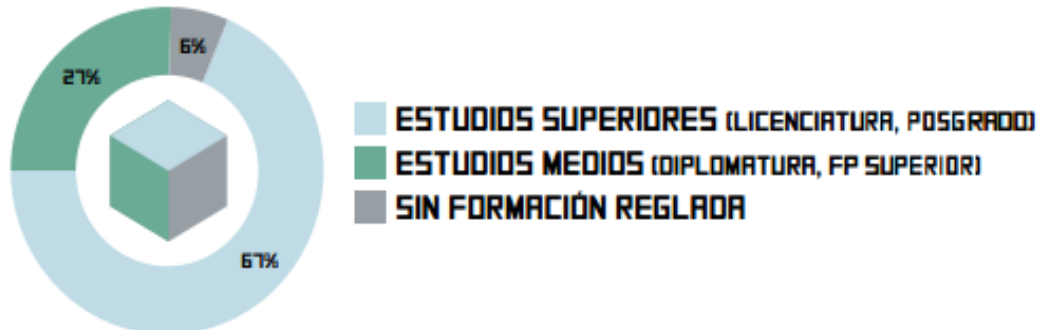 6%
27%
ESTUDIOS SUPERIORES (LICENCIATURA, POSGRADO)
ESTUDIOS MEDIOS (DIPLOMATURA, FP SUPERIOR)
SIN FORMACIÓN REGLADA
67%